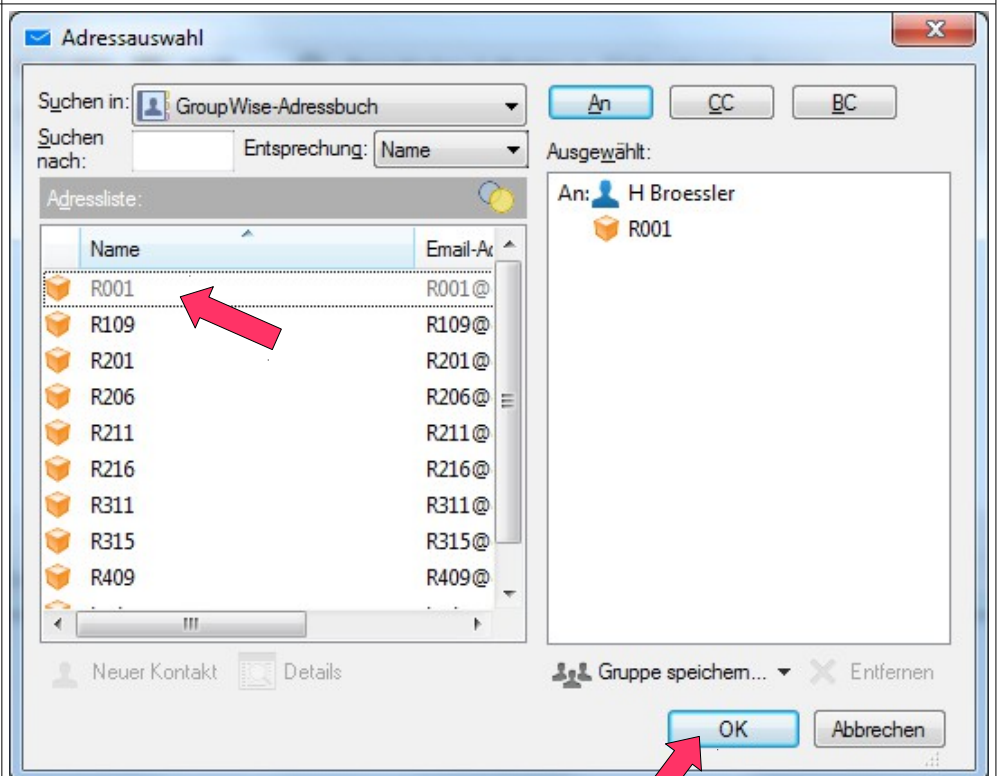 Adressauswahl
Suchen in: GroupWise-Adressbuch
Suchen nach:
Entsprechung: Name
Adressliste:
Name Email-Ac
R001 R001@
R109 R109@
R201 R201@
R206 R206@
R211 R211@
R216 R216@
R311 R311@
R315 R315@
R409 R409@
Neuer Kontakt Details
An CC BC
Ausgewählt:
An: H Broessler
R001
Gruppe speichern... Entfernen
OK Abbrechen